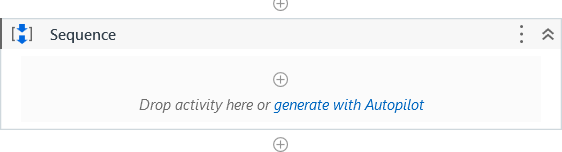 Sequence
Drop activity here or generate with Autopilot